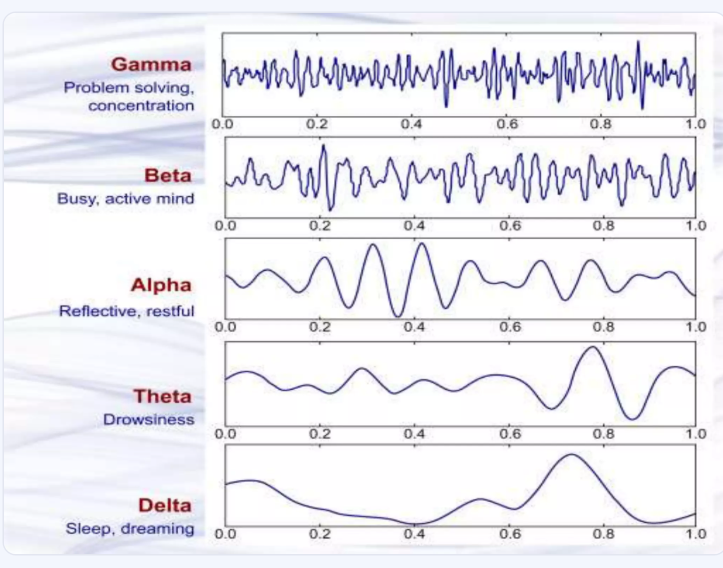 Gamma
Problem solving,
concentration
0.0 0.2 0.4 0.6 0.8 1.0
Beta
Busy, active mind
0.0 0.2 0.4 0.6 0.8 1.0
Alpha
Reflective, restful
0.0 0.2 0.4 0.6 0.8 1.0
Theta
Drowsiness
0.0 0.2 0.4 0.6 0.8 1.0
Delta
Sleep, dreaming
0.0 0.2 0.4 0.6 0.8 1.0